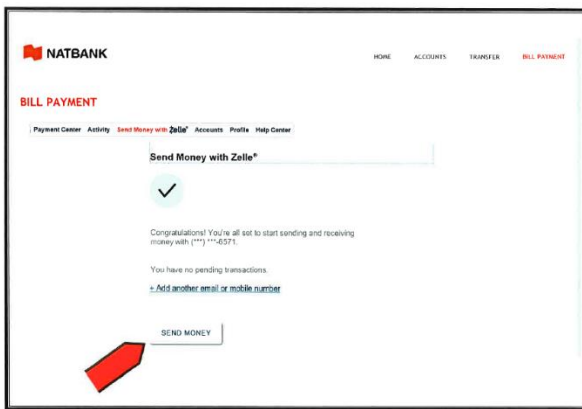 NATBANK
HOME ACCOUNTS TRANSFER BILL PAYMENT
BILL PAYMENT
Payment Center Activity Send Money with Zelle® Accounts Profile Help Center
Send Money with Zelle®
Congratulations! You're all set to start sending and receiving
money with (***) ***-6571.
You have no pending transactions.
+ Add another email or mobile number
SEND MONEY